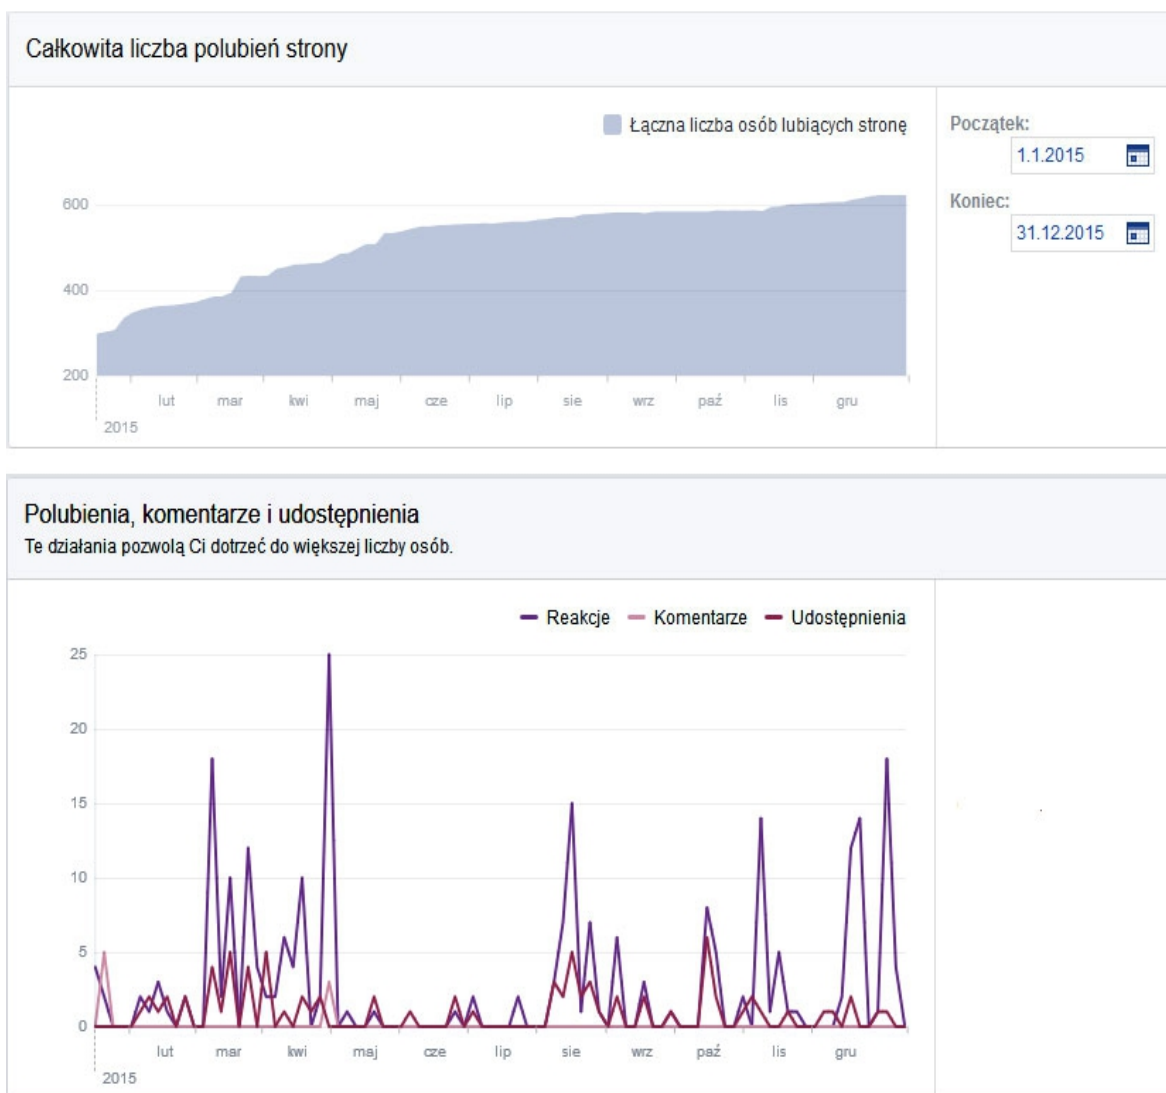 Całkowita liczba polubień strony
Łączna liczba osób lubiących stronę
Początek:
1.1.2015
Koniec:
31.12.2015
600
400
200
lut mar kwi maj cze lip sie wrz paź lis gru
2015
Polubienia, komentarze i udostępnienia
Te działania pozwolą Ci dotrzeć do większej liczby osób.
Reakcje Komentarze Udostępnienia
25
20
15
10
5
0
lut mar kwi maj cze lip sie wrz paź lis gru
2015